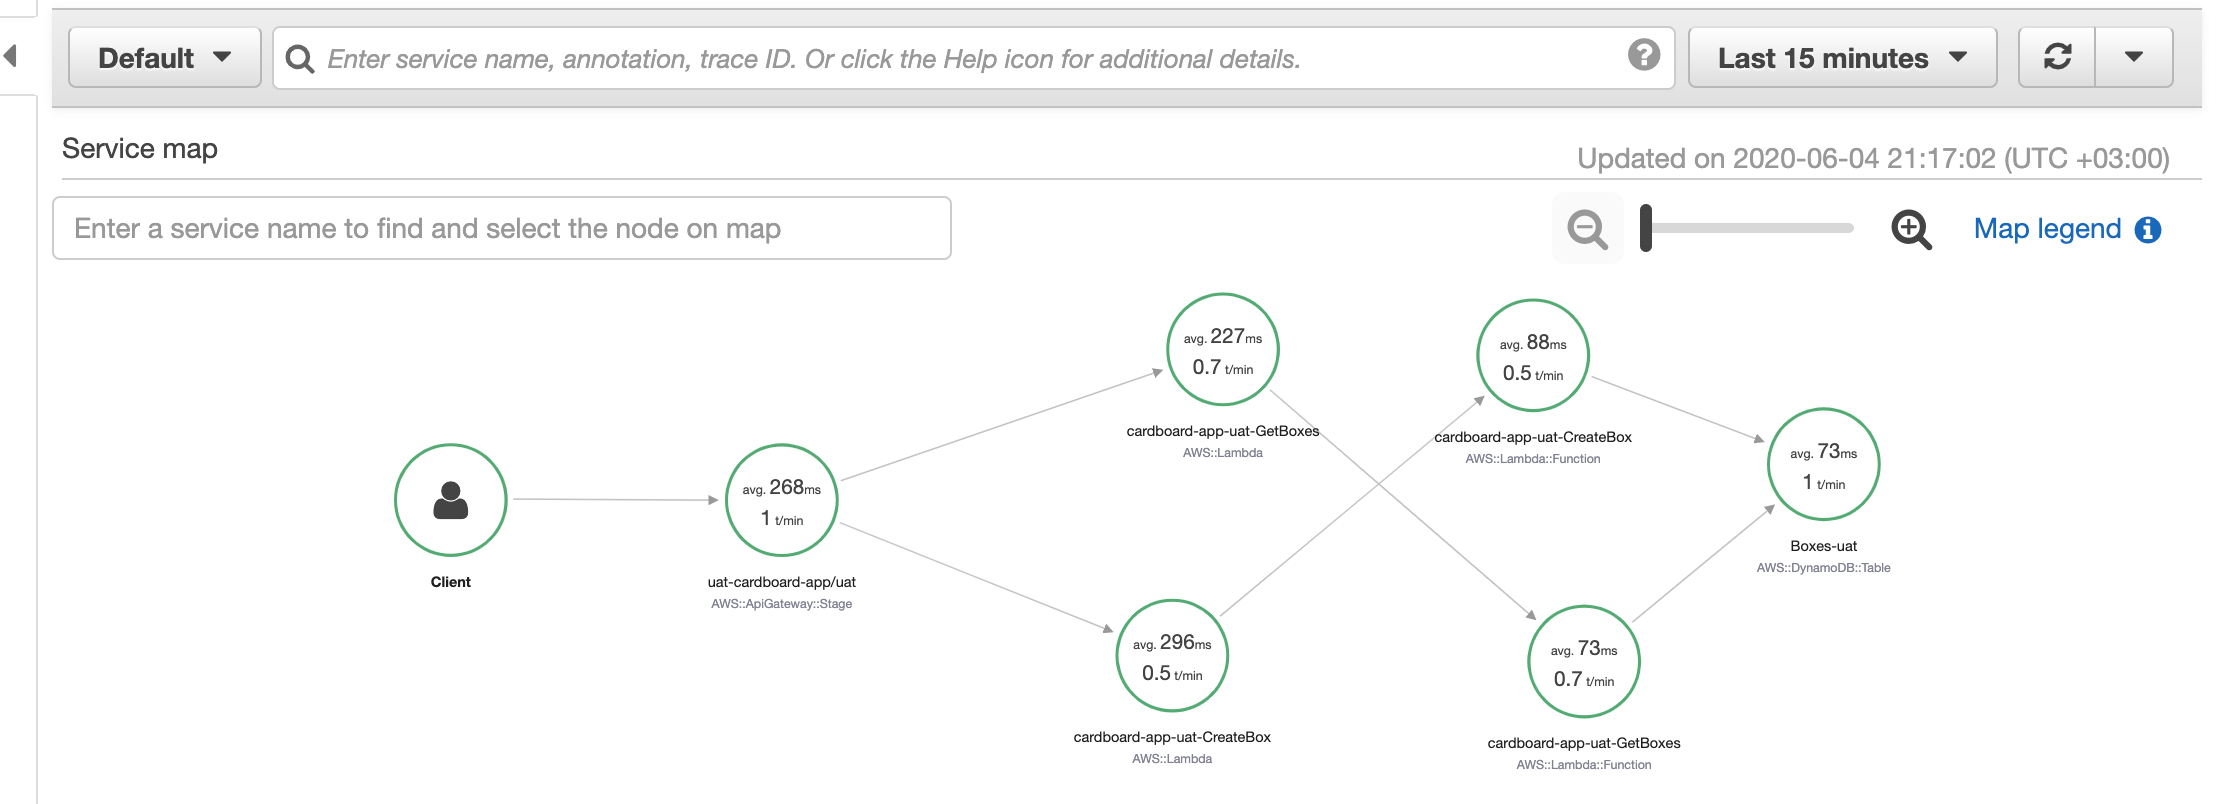 Default
Enter service name, annotation, trace ID. Or click the Help icon for additional details.
?
Last 15 minutes
Service map
Updated on 2020-06-04 21:17:02 (UTC +03:00)
Enter a service name to find and select the node on map
Map legend i
avg. 227ms
0.7 t/min
cardboard-app-uat-GetBoxes
AWS::Lambda
avg. 88ms
0.5 t/min
cardboard-app-uat-CreateBox
AWS::Lambda::Function
avg. 73ms
1 t/min
Boxes-uat
AWS::DynamoDB::Table
Client
avg. 268ms
1 t/min
uat-cardboard-app/uat
AWS::ApiGateway::Stage
avg. 296ms
0.5 t/min
cardboard-app-uat-CreateBox
AWS::Lambda
avg. 73ms
0.7 t/min
cardboard-app-uat-GetBoxes
AWS::Lambda::Function